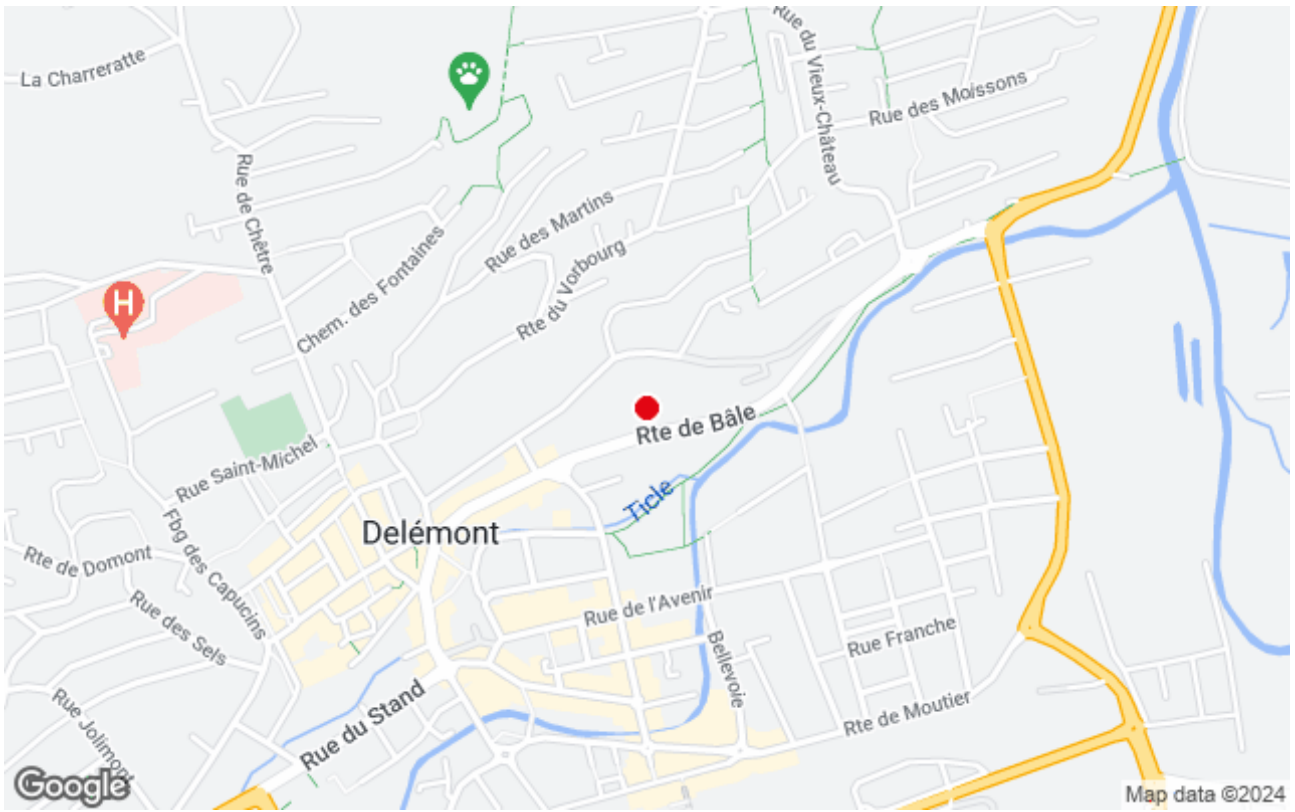 La Charreratte
Rue du Vieux-Château
Rue des Moissons
Rue de Chêtre
Rue des Martins
Chem. des Fontaines
Rte du Vorbourg
H
Rte de Bâle
Rue Saint-Michel
Ticle
Delémont
Rte de Domont
Fbg des Capucins
Rue des Sels
Rue de l'Avenir
Rue Franche
Bellevoie
Rue du Stand
Rte de Moutier
Rue Jolimont
Google
Map data ©2024